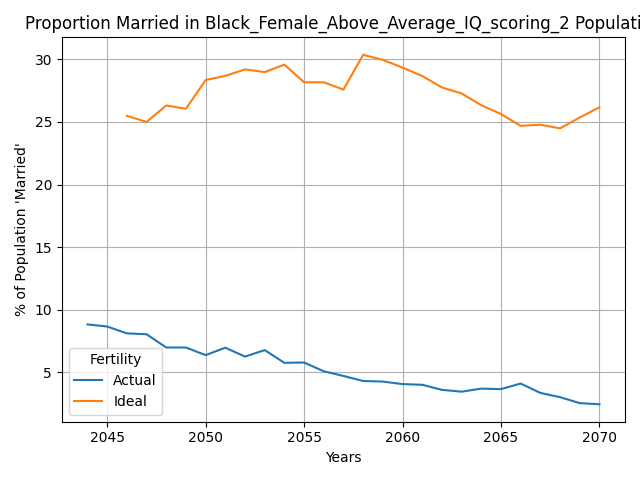 Proportion Married in Black_Female_Above_Average_IQ_scoring_2 Populati
30
25
20
15
10
5
% of Population 'Married'
Fertility
Actual
Ideal
2045
2050
2055
2060
2065
2070
Years